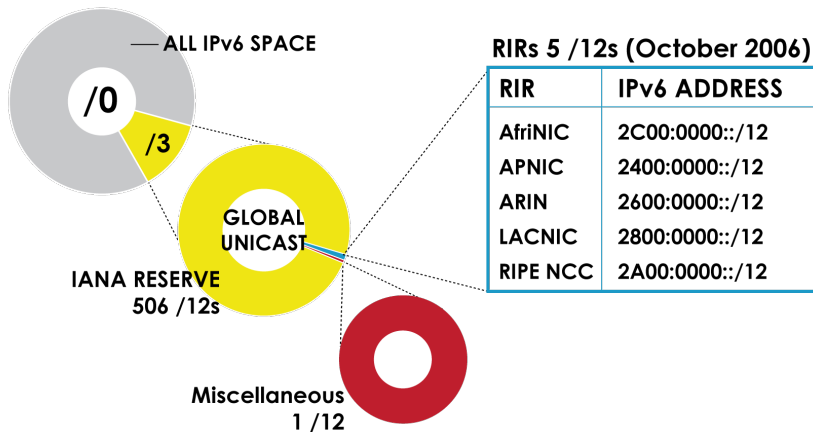 ALL IPv6 SPACE
/0
/3
GLOBAL
UNICAST
IANA RESERVE
506 /12s
Miscellaneous
1 /12
RIRs 5 /12s (October 2006)
RIR IPv6 ADDRESS
AfriNIC 2C00:0000::/12
APNIC 2400:0000::/12
ARIN 2600:0000::/12
LACNIC 2800:0000::/12
RIPE NCC 2A00:0000::/12